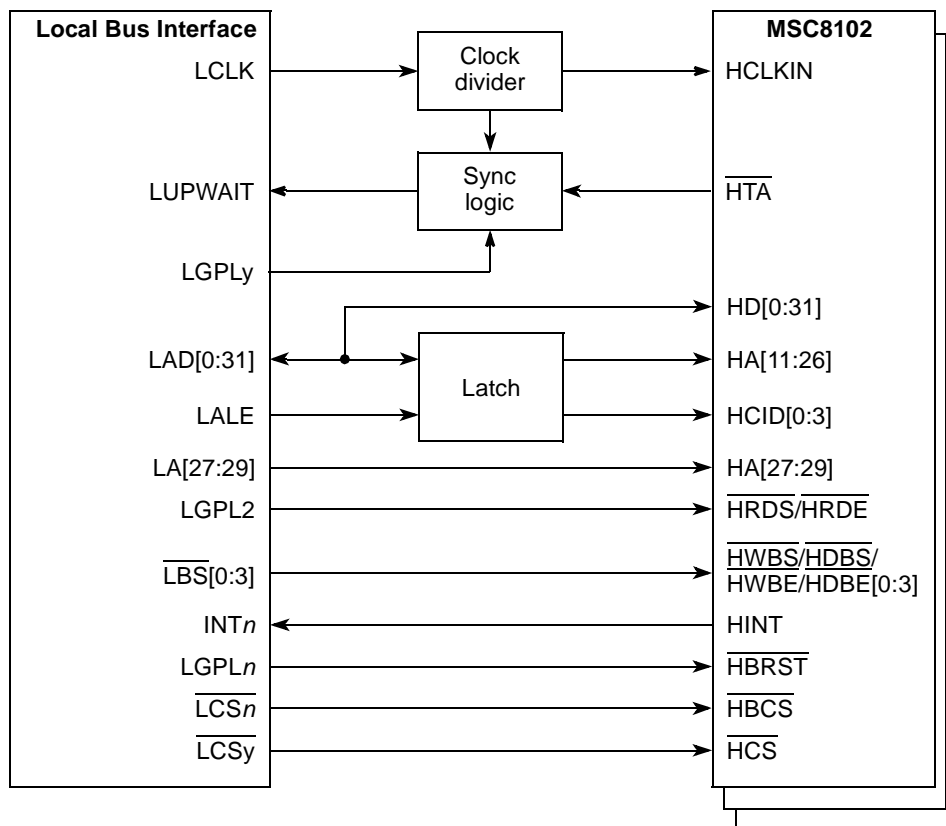 Local Bus Interface
MSC8102
LCLK
Clock
divider
HCLKIN
LUPWAIT
Sync
logic
HTA
LGPLy
HD[0:31]
LAD[0:31]
Latch
HA[11:26]
LALE
HCID[0:3]
LA[27:29]
HA[27:29]
LGPL2
HRDS/HRDE
LBS[0:3]
HWBS/HDBS/
HWBE/HDBE[0:3]
INTn
HINT
LGPLn
HBRST
LCSn
HBCS
LCSy
HCS